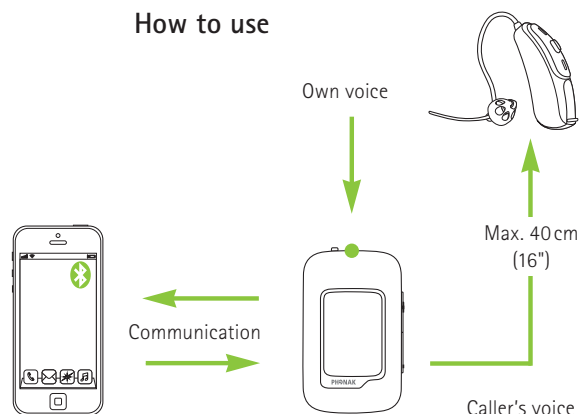 How to use
Own voice
Max. 40 cm
(16")
Communication
PHONAK
Caller's voice